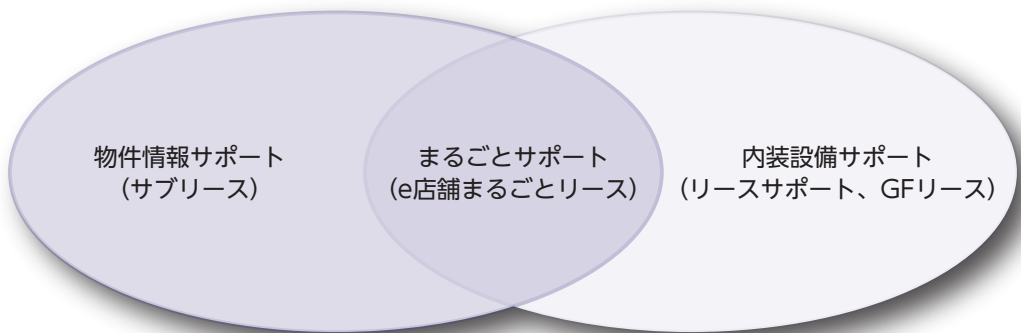 物件情報サポート
（サブリース）
まるごとサポート
（e店舗まるごとリース）
内装設備サポート
（リースサポート、GFリース）